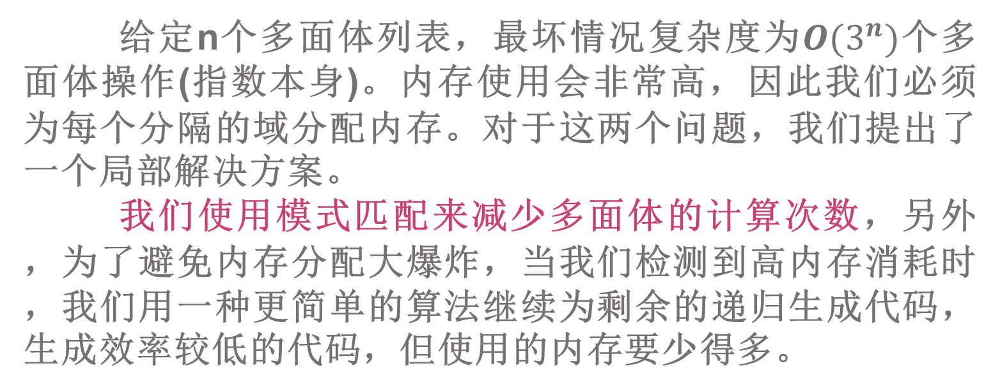 给定n个多面体列表，最坏情况复杂度为O(3ⁿ)个多
面体操作(指数本身)。内存使用会非常高，因此我们必须
为每个分隔的域分配内存。对于这两个问题，我们提出了
一个局部解决方案。
我们使用模式匹配来减少多面体的计算次数，另外
，为了避免内存分配大爆炸，当我们检测到高内存消耗时
，我们用一种更简单的算法继续为剩余的递归生成代码，
生成效率较低的代码，但使用的内存要少得多。